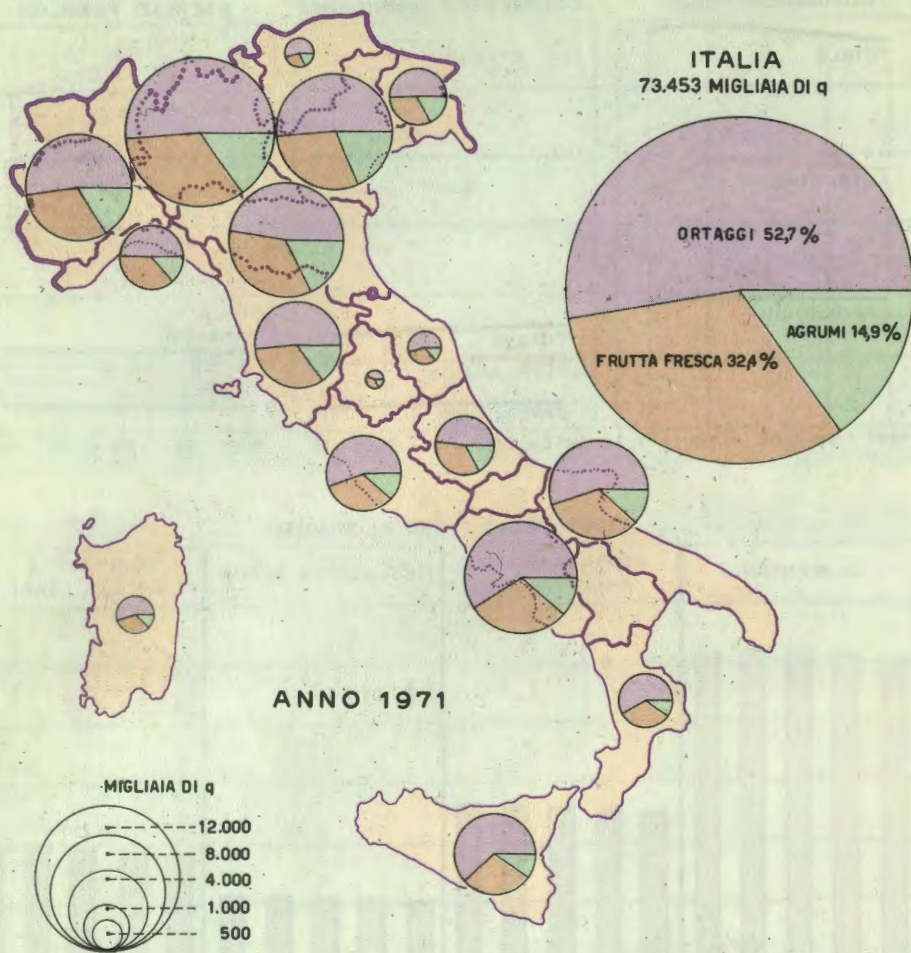 ITALIA
73.453 MIGLIAIA DI q
ORTAGGI 52,7%
AGRUMI 14,9%
FRUTTA FRESCA 32,4%
ANNO 1971
MIGLIAIA DI q
12.000
8.000
4.000
1.000
500